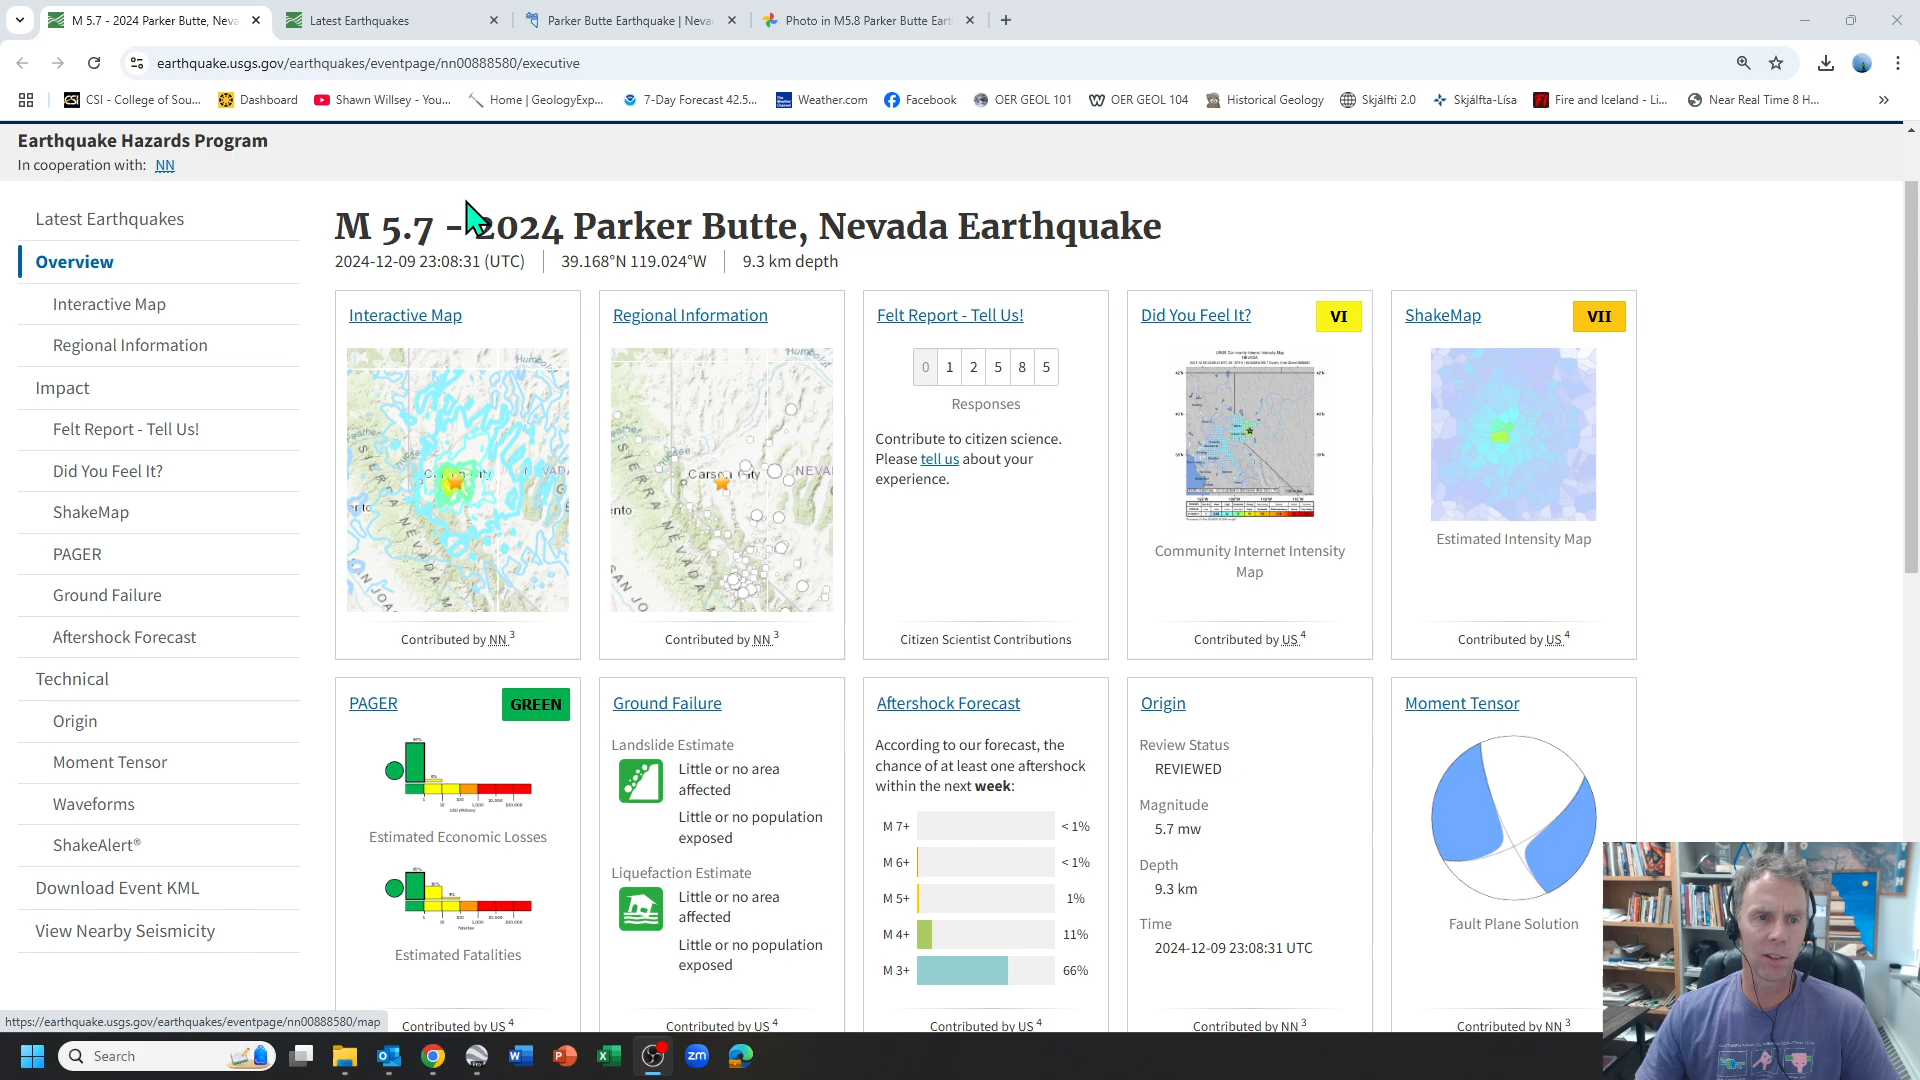 M 5.7 - 2024 Parker Butte, Neva
Latest Earthquakes
Parker Butte Earthquake | Neva
Photo in M5.8 Parker Butte Eart
earthquake.usgs.gov/earthquakes/eventpage/nn00888580/executive
CSI - College of Sou...
Dashboard
Shawn Willsey - You...
Home | GeologyExp...
7-Day Forecast 42.5...
Weather.com
Facebook
OER GEOL 101
OER GEOL 104
Historical Geology
Skjálfti 2.0
Skjálfta-Lísa
Fire and Iceland - Li...
Near Real Time 8 H...
Earthquake Hazards Program
In cooperation with: NN
Latest Earthquakes
Overview
Interactive Map
Regional Information
Impact
Felt Report - Tell Us!
Did You Feel It?
ShakeMap
PAGER
Ground Failure
Aftershock Forecast
Technical
Origin
Moment Tensor
Waveforms
ShakeAlert®
Download Event KML
View Nearby Seismicity
M 5.7 - 2024 Parker Butte, Nevada Earthquake
2024-12-09 23:08:31 (UTC)
39.168°N 119.024°W
9.3 km depth
Interactive Map
SIERRA NEVADA
Contributed by NN 3
Regional Information
Carson City
NEVA
SIERRA NEVADA
Contributed by NN 3
Felt Report - Tell Us!
0 1 2 5 8 5
Responses
Contribute to citizen science.
Please tell us about your
experience.
Citizen Scientist Contributions
Did You Feel It?
VI
Community Internet Intensity
Map
Contributed by US 4
ShakeMap
VII
Estimated Intensity Map
Contributed by US 4
PAGER
GREEN
Estimated Economic Losses
Estimated Fatalities
Contributed by US 4
Ground Failure
Landslide Estimate
Little or no area
affected
Little or no population
exposed
Liquefaction Estimate
Little or no area
affected
Little or no population
exposed
Contributed by US 4
Aftershock Forecast
According to our forecast, the
chance of at least one aftershock
within the next week:
M 7+ < 1%
M 6+ < 1%
M 5+ 1%
M 4+ 11%
M 3+ 66%
Contributed by US 4
Origin
Review Status
REVIEWED
Magnitude
5.7 mw
Depth
9.3 km
Time
2024-12-09 23:08:31 UTC
Contributed by NN 3
Moment Tensor
Fault Plane Solution
Contributed by NN 3
https://earthquake.usgs.gov/earthquakes/eventpage/nn00888580/map
Search
zm